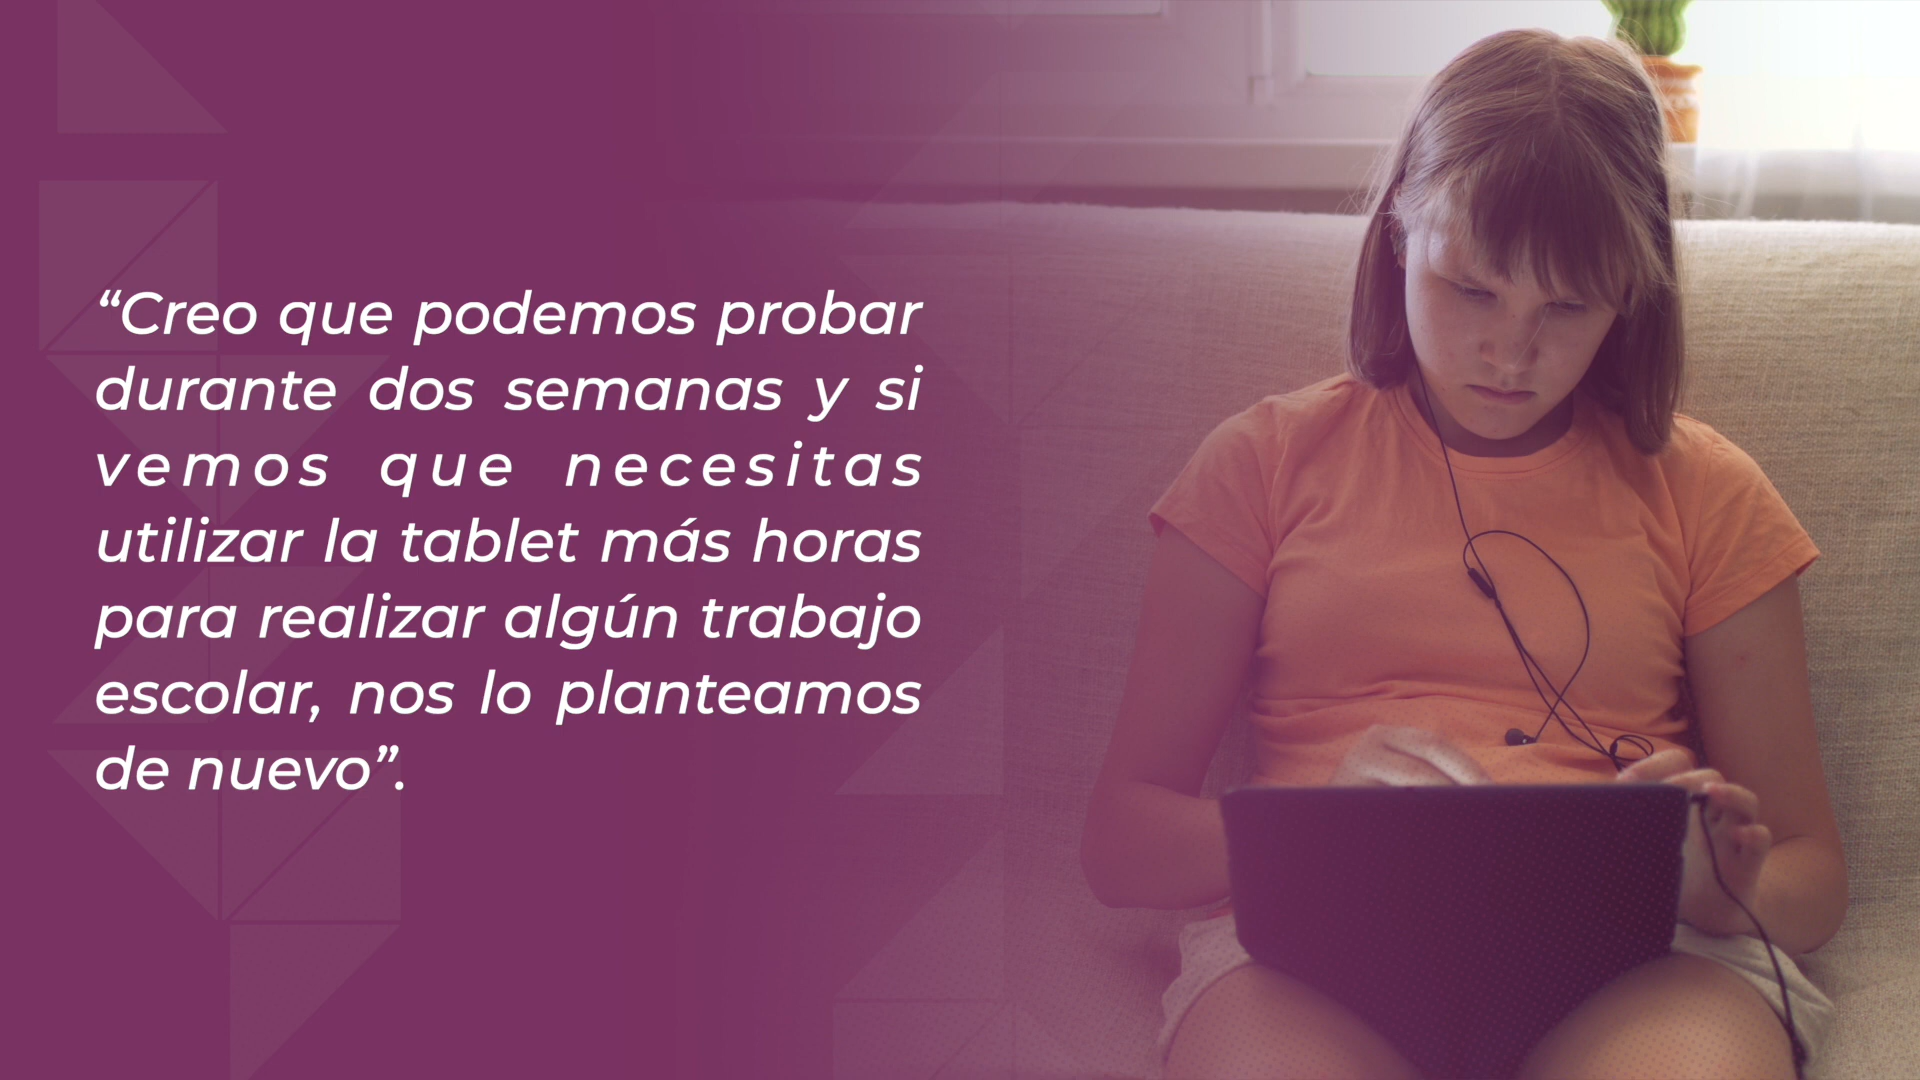 “Creo que podemos probar
durante dos semanas y si
vemos que necesitas
utilizar la tablet más horas
para realizar algún trabajo
escolar, nos lo planteamos
de nuevo”.